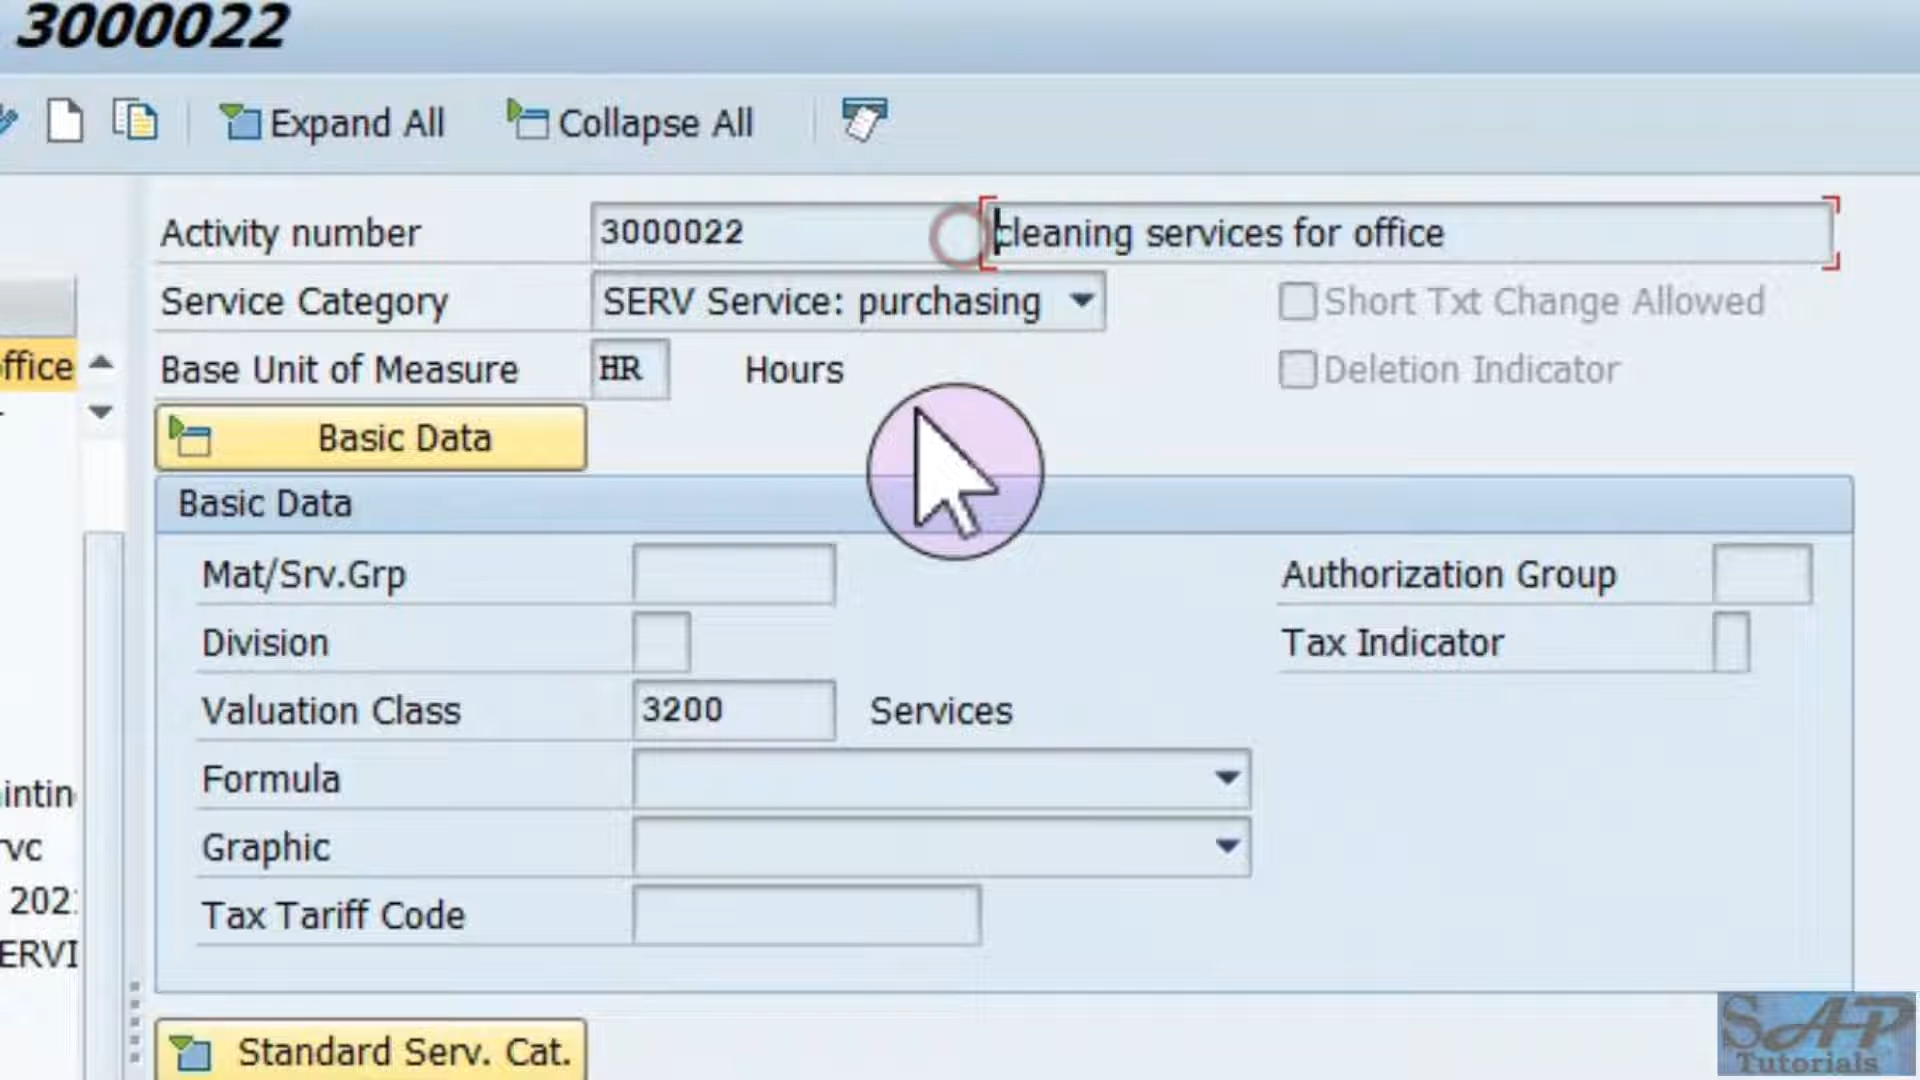 3000022
Expand All Collapse All
Activity number 3000022 cleaning services for office
Service Category SERV Service: purchasing Short Txt Change Allowed
ffice Base Unit of Measure HR Hours Deletion Indicator
Basic Data
Basic Data
Mat/Srv.Grp Authorization Group
Division Tax Indicator
Valuation Class 3200 Services
Formula
intin
Graphic
vc
202
Tax Tariff Code
ERVI
Standard Serv. Cat.
SAP
Tutorials